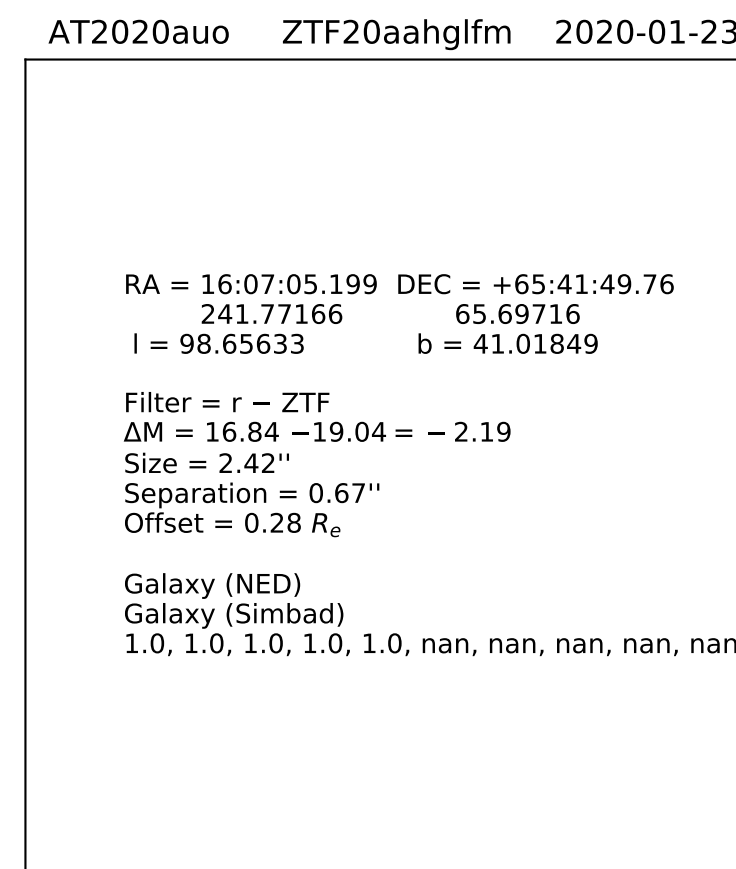 AT2020auo ZTF20aahglfm 2020-01-23
RA = 16:07:05.199 DEC = +65:41:49.76
241.77166 65.69716
l = 98.65633 b = 41.01849
Filter = r − ZTF
ΔM = 16.84 −19.04 = − 2.19
Size = 2.42''
Separation = 0.67''
Offset = 0.28 Re
Galaxy (NED)
Galaxy (Simbad)
1.0, 1.0, 1.0, 1.0, 1.0, nan, nan, nan, nan, nan